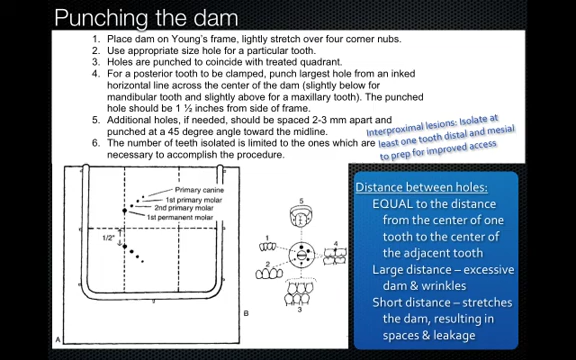 Punching the dam
1. Place dam on Young's frame, lightly stretch over four corner nubs.
2. Use appropriate size hole for a particular tooth.
3. Holes are punched to coincide with treated quadrant.
4. For a posterior tooth to be clamped, punch largest hole from an inked
horizontal line across the center of the dam (slightly below for
mandibular tooth and slightly above for a maxillary tooth). The punched
hole should be 1 ½ inches from side of frame.
5. Additional holes, if needed, should be spaced 2-3 mm apart and
punched at a 45 degree angle toward the midline.
6. The number of teeth isolated is limited to the ones which are
necessary to accomplish the procedure.
Interproximal lesions: Isolate at
least one tooth distal and mesial
to prep for improved access
Primary canine
1st primary molar
2nd primary molar
1st permanent molar
1/2"
A
B
5
1
4
2
3
Distance between holes:
EQUAL to the distance
from the center of one
tooth to the center of
the adjacent tooth
Large distance – excessive
dam & wrinkles
Short distance – stretches
the dam, resulting in
spaces & leakage